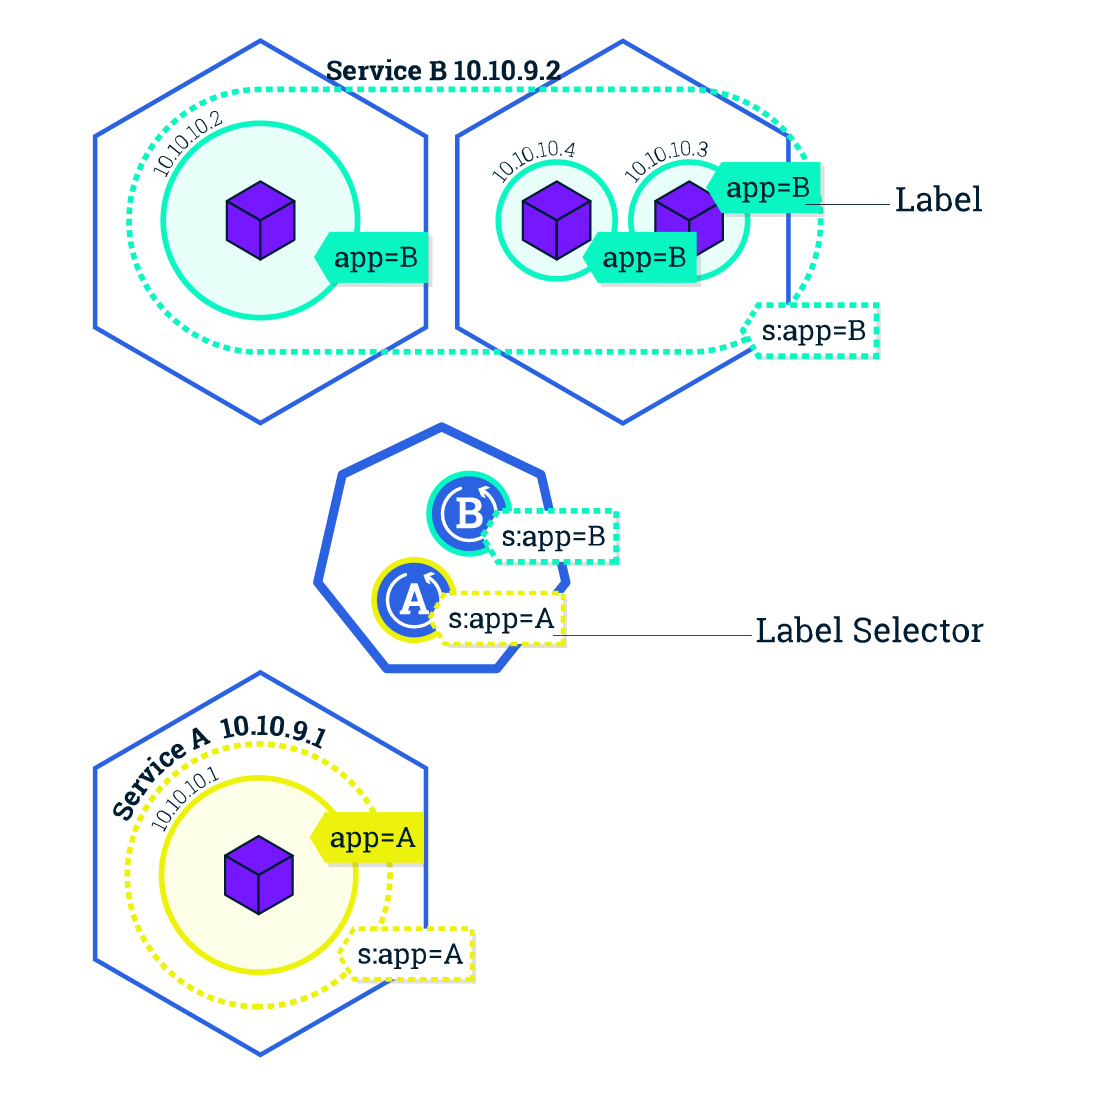 Service B 10.10.9.2
10.10.10.2
app=B
10.10.10.4
app=B
10.10.10.3
app=B
Label
s:app=B
B
s:app=B
A
s:app=A
Label Selector
Service A 10.10.9.1
10.10.10.1
app=A
s:app=A